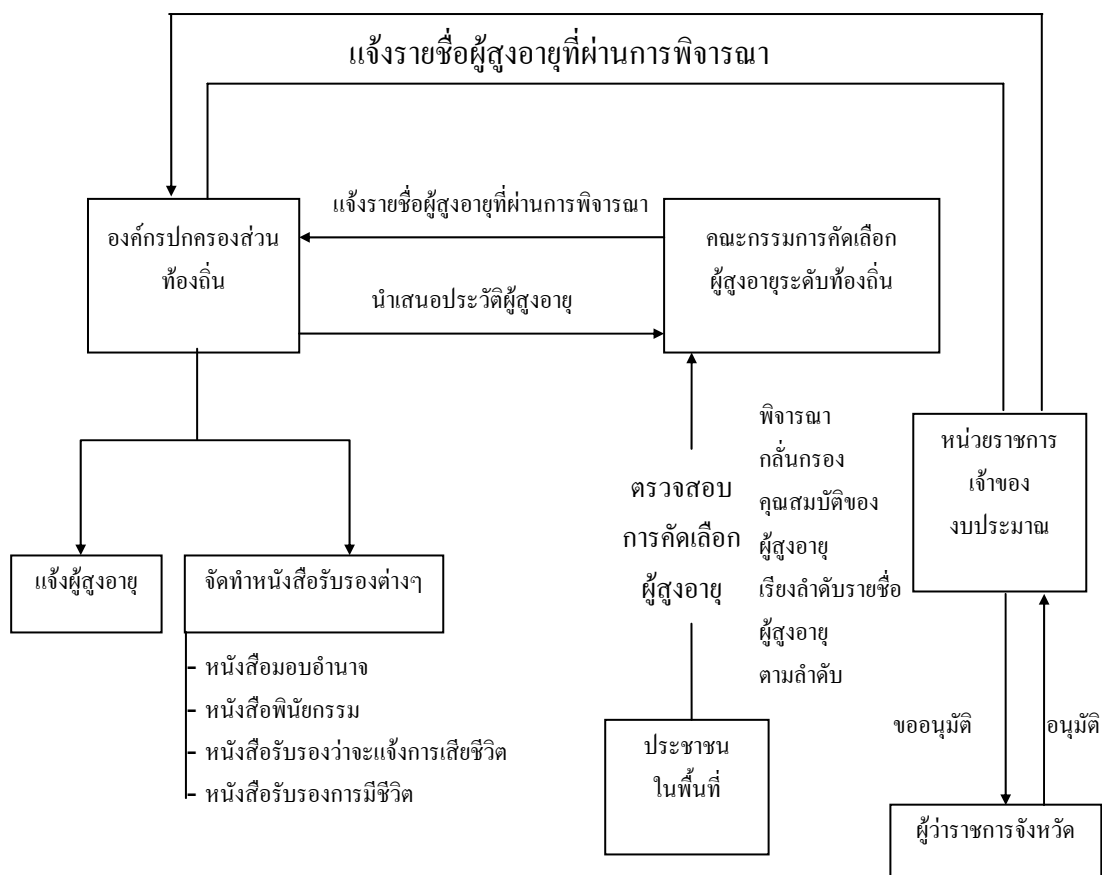 แจ้งรายชื่อผู้สูงอายุที่ผ่านการพิจารณา
แจ้งรายชื่อผู้สูงอายุที่ผ่านการพิจารณา
องค์กรปกครองส่วน
ท้องถิ่น
คณะกรรมการคัดเลือก
ผู้สูงอายุระดับท้องถิ่น
นำเสนอประวัติผู้สูงอายุ
ตรวจสอบ
การคัดเลือก
ผู้สูงอายุ
พิจารณา
กลั่นกรอง
คุณสมบัติของ
ผู้สูงอายุ
เรียงลำดับรายชื่อ
ผู้สูงอายุ
ตามลำดับ
หน่วยราชการ
เจ้าของ
งบประมาณ
แจ้งผู้สูงอายุ
จัดทำหนังสือรับรองต่างๆ
- หนังสือมอบอำนาจ
- หนังสือพินัยกรรม
- หนังสือรับรองว่าจะแจ้งการเสียชีวิต
- หนังสือรับรองการมีชีวิต
ประชาชน
ในพื้นที่
ขออนุมัติ
อนุมัติ
ผู้ว่าราชการจังหวัด